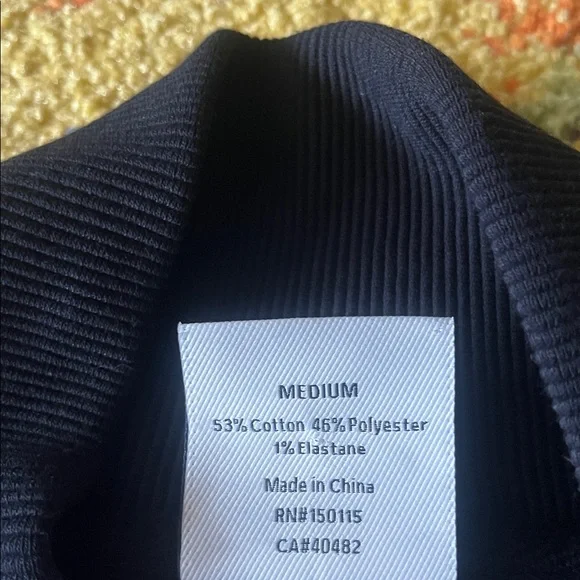 MEDIUM
53% Cotton 46% Polyester
1% Elastane
Made in China
RN#150115
CA#40482